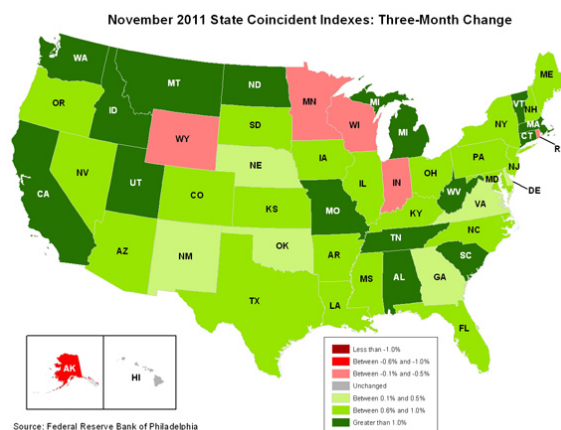 November 2011 State Coincident Indexes: Three-Month Change
WA
MT
ND
MN
ME
OR
ID
SD
WI
MI
MI
VT
NH
NY
MA
CT
R
WY
NE
IA
PA
NJ
NV
UT
CO
IL
IN
OH
MD
DE
CA
KS
MO
WV
VA
KY
AZ
NM
OK
AR
TN
NC
SC
TX
MS
AL
GA
LA
FL
AK
HI
Less than -1.0%
Between -0.6% and -1.0%
Between -0.1% and -0.5%
Unchanged
Between 0.1% and 0.5%
Between 0.6% and 1.0%
Greater than 1.0%
Source: Federal Reserve Bank of Philadelphia